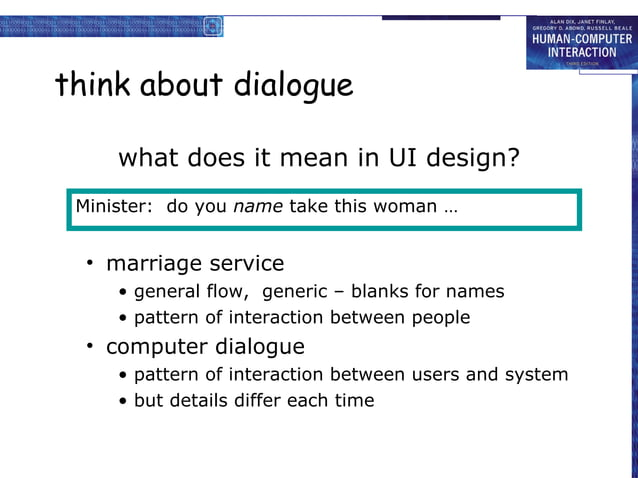 ALAN DIX, JANET FINLAY,
GREGORY D. ABOWD, RUSSELL BEALE
HUMAN-COMPUTER
INTERACTION
THIRD EDITION
think about dialogue
what does it mean in UI design?
Minister: do you name take this woman …
• marriage service
• general flow, generic – blanks for names
• pattern of interaction between people
• computer dialogue
• pattern of interaction between users and system
• but details differ each time